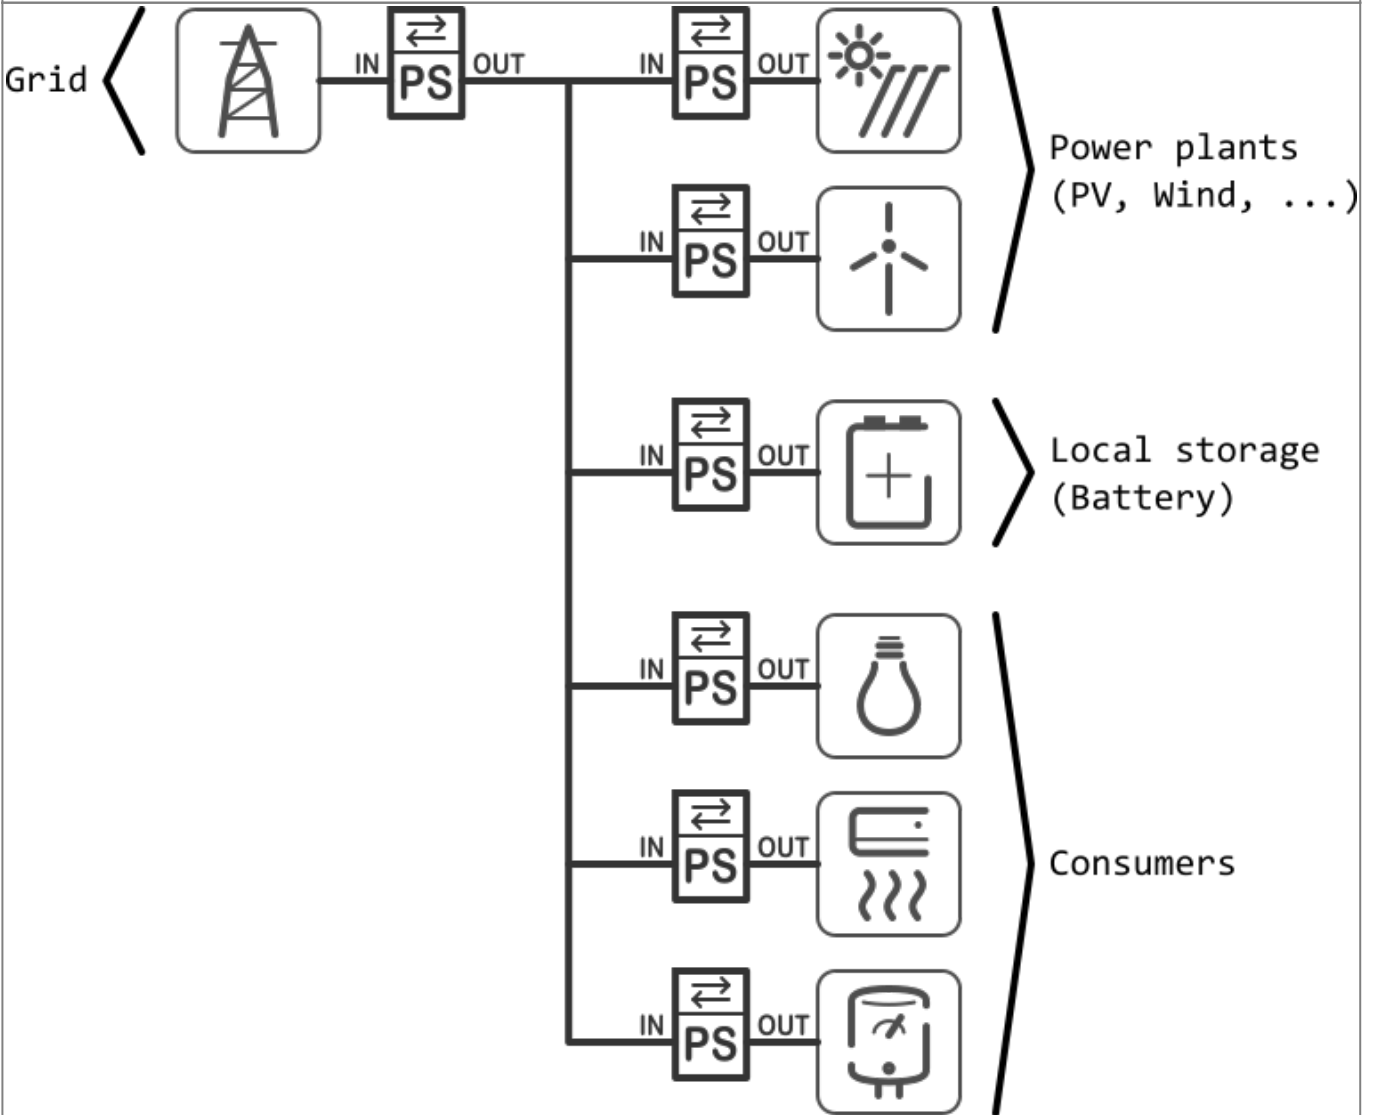 Grid
IN
PS
OUT
IN
PS
OUT
Power plants
(PV, Wind, ...)
IN
PS
OUT
IN
PS
OUT
Local storage
(Battery)
IN
PS
OUT
IN
PS
OUT
Consumers
IN
PS
OUT